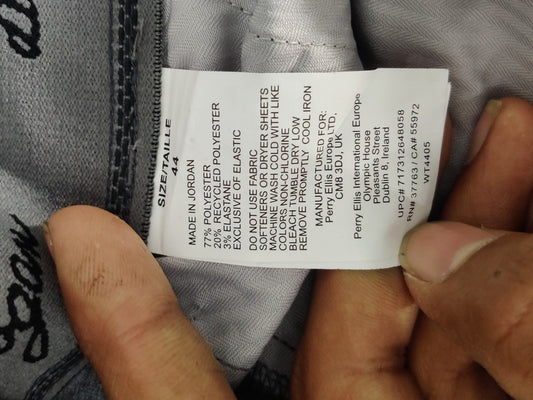 SIZE/TAILLE
44
MADE IN JORDAN
77% POLYESTER
20% RECYCLED POLYESTER
3% ELASTANE
EXCLUSIVE OF ELASTIC
DO NOT USE FABRIC
SOFTENERS OR DRYER SHEETS
MACHINE WASH COLD WITH LIKE
COLORS NON-CHLORINE
BLEACH TUMBLE DRY LOW
REMOVE PROMPTLY COOL IRON
MANUFACTURED FOR:
Perry Ellis Europe LTD,
CM8 3DJ, UK
Perry Ellis International Europe
Olympic House
Pleasants Street
Dublin 8, Ireland
UPC# 717312648058
RN# 37763 / CA# 55972
WT4405